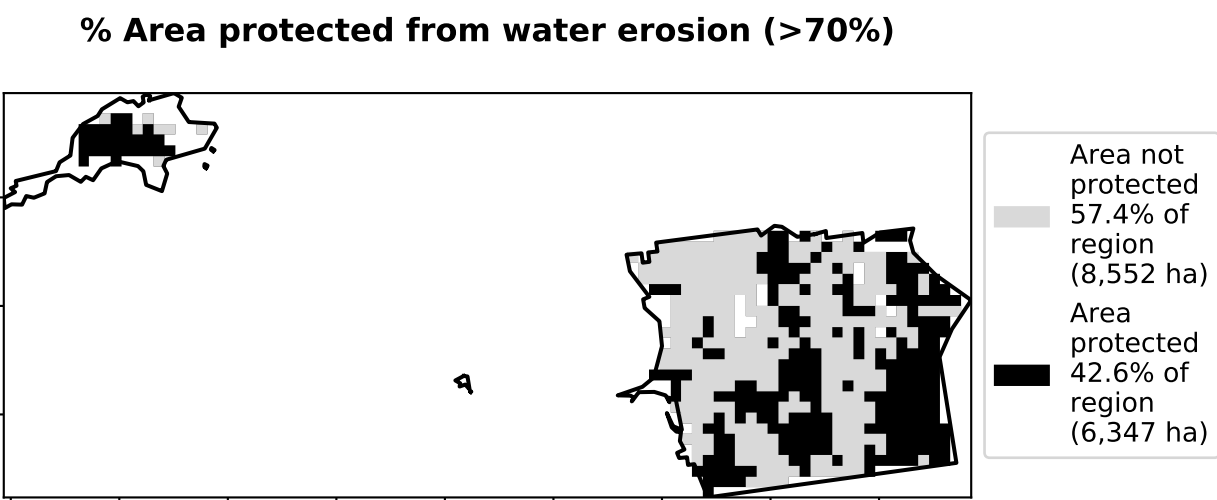 % Area protected from water erosion (>70%)
Area not
protected
57.4% of
region
(8,552 ha)
Area
protected
42.6% of
region
(6,347 ha)